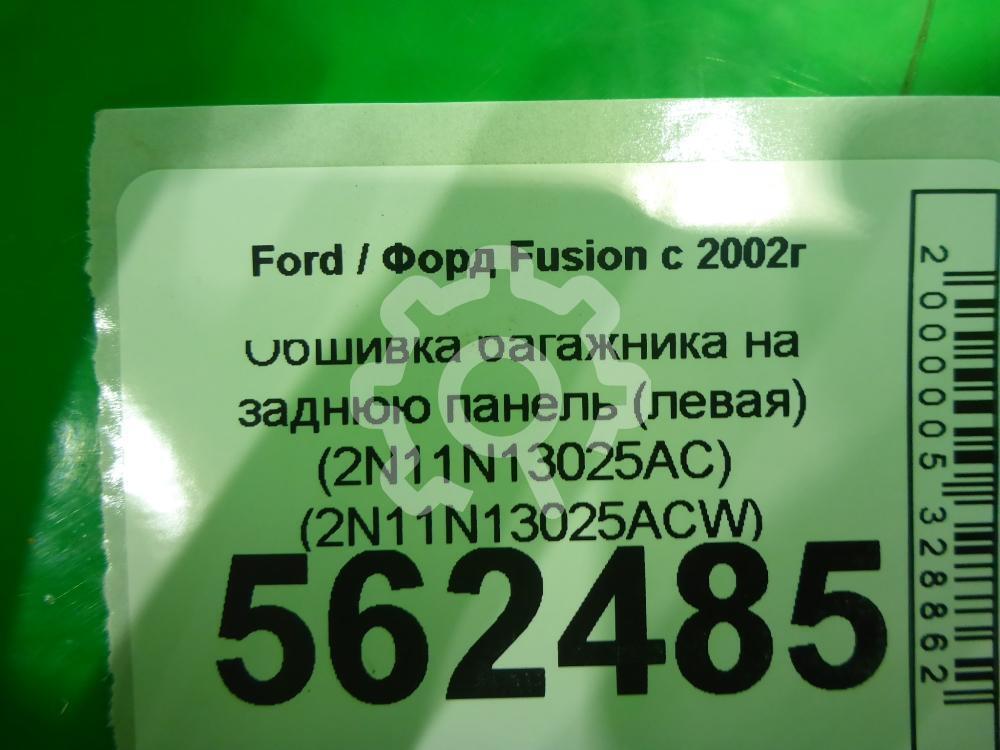 Ford / Форд Fusion с 2002г
Обшивка багажника на
заднюю панель (левая)
(2N11N13025AC)
(2N11N13025ACW)
562485
2000005328862